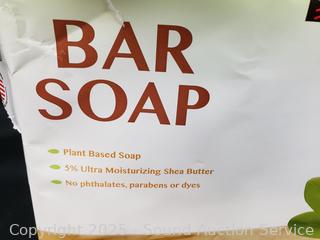 BAR
SOAP
Plant Based Soap
5% Ultra Moisturizing Shea Butter
No phthalates, parabens or dyes
Copyright 2025 - Sound Auction Service